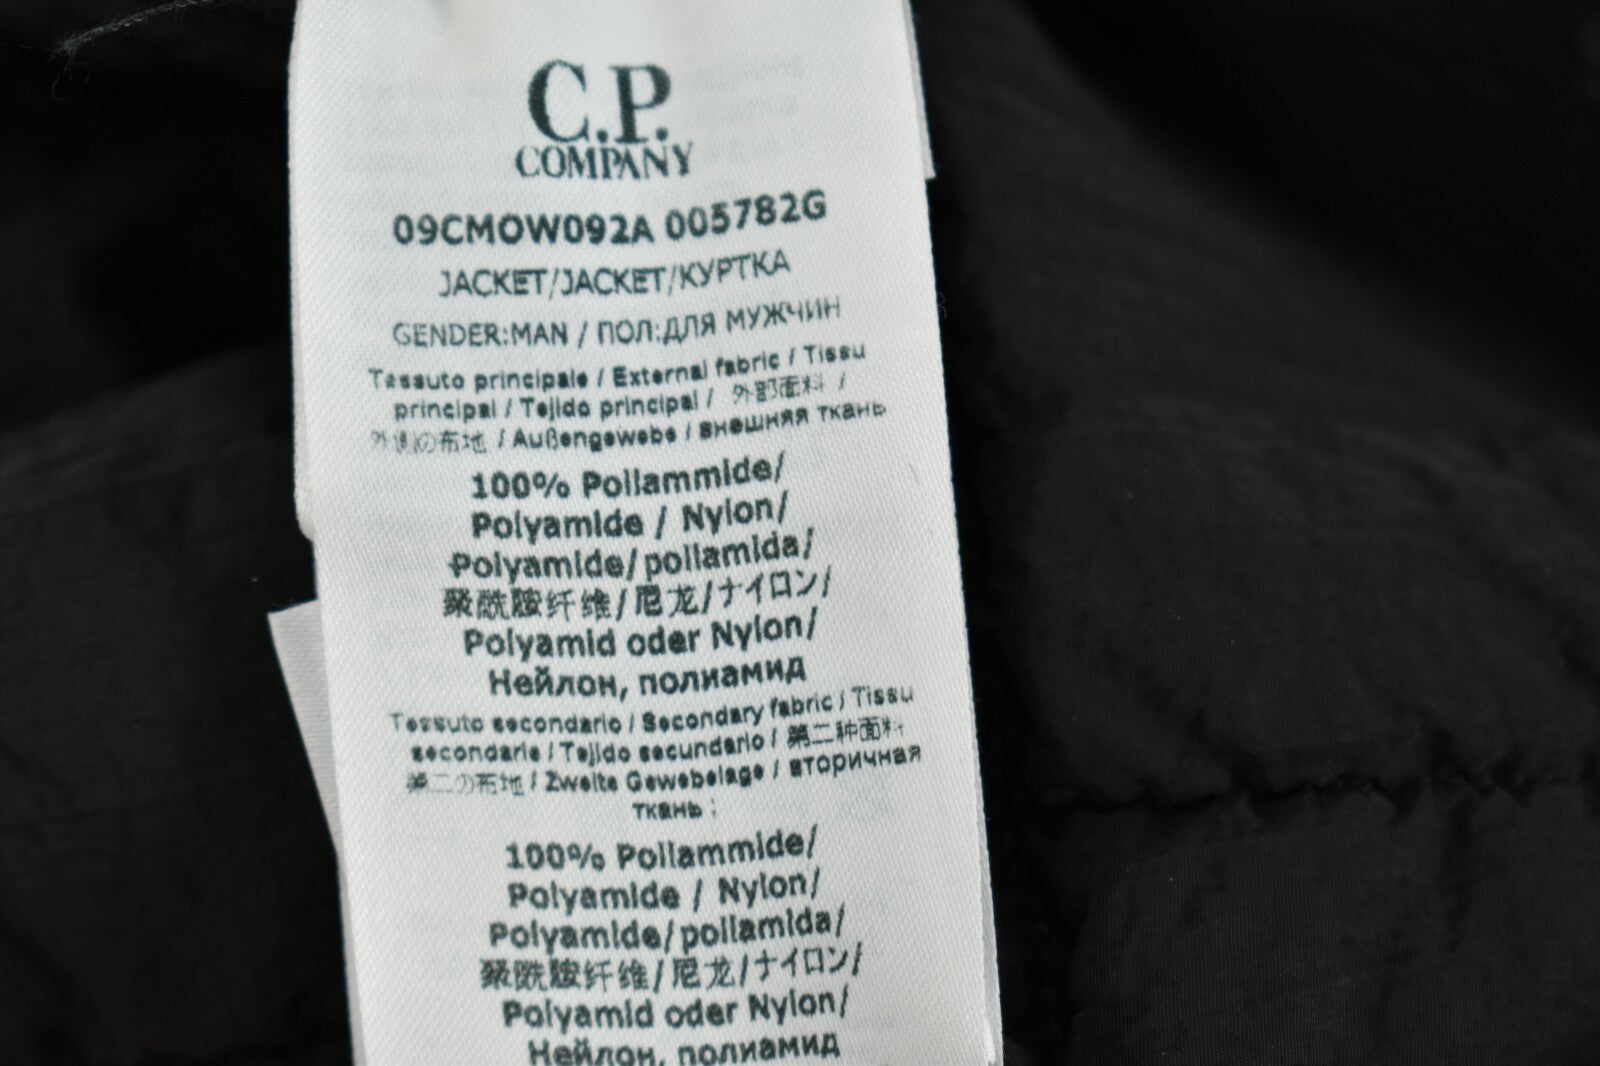 C.P.
COMPANY
09CMOW092A 005782G
JACKET/JACKET/КУРТКА
GENDER:MAN / ПОЛ:ДЛЯ МУЖЧИН
Tessuto principale / External fabric / Tissu
principal / Tejido principal / 外部面料 /
外側の布地 / Außengewebe / внешняя ткань
100% Poliammide/
Polyamide / Nylon/
Polyamide/poliamida/
聚酰胺纤维/尼龙/ナイロン/
Polyamid oder Nylon/
Нейлон, полиамид
Tessuto secondario / Secondary fabric / Tissu
secondarie / Tejido secundario / 第二种面料
第二の布地 / Zweite Gewebelage / вторичная
ткань :
100% Poliammide/
Polyamide / Nylon/
Polyamide/poliamida/
聚酰胺纤维/尼龙/ナイロン/
Polyamid oder Nylon/
Нейлон, полиамид